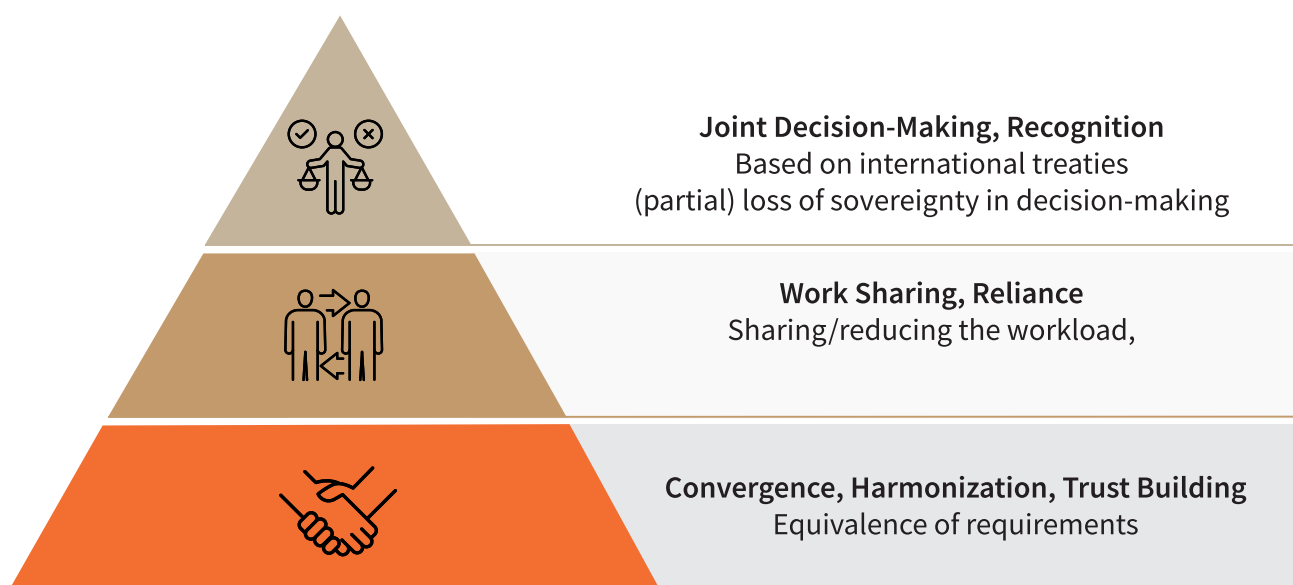 Joint Decision-Making, Recognition
Based on international treaties
(partial) loss of sovereignty in decision-making
Work Sharing, Reliance
Sharing/reducing the workload,
Convergence, Harmonization, Trust Building
Equivalence of requirements